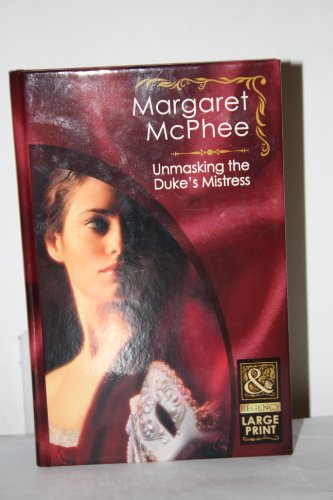 Margaret
McPhee
Unmasking the
Duke's Mistress
&
REGENCY
LARGE
PRINT